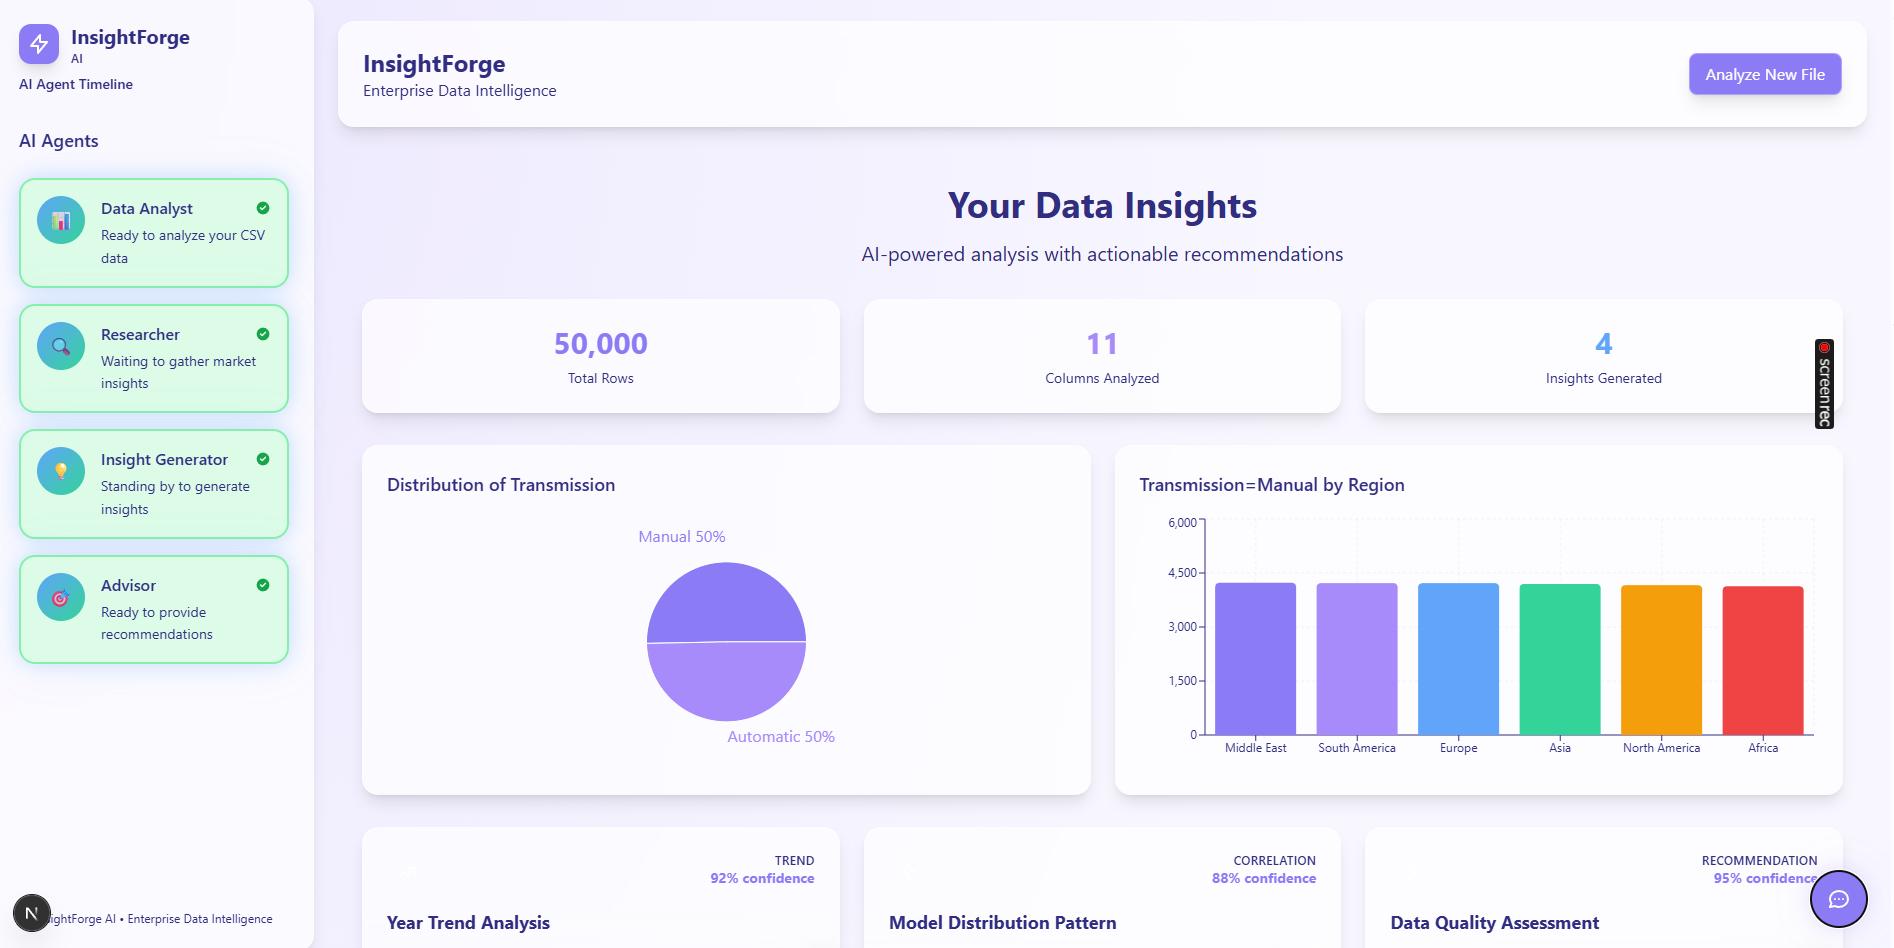 InsightForge
AI
AI Agent Timeline
AI Agents
Data Analyst
Ready to analyze your CSV
data
Researcher
Waiting to gather market
insights
Insight Generator
Standing by to generate
insights
Advisor
Ready to provide
recommendations
N
ightForge AI • Enterprise Data Intelligence
InsightForge
Enterprise Data Intelligence
Analyze New File
Your Data Insights
AI-powered analysis with actionable recommendations
50,000
Total Rows
11
Columns Analyzed
4
Insights Generated
screenrec
Distribution of Transmission
Manual 50%
Automatic 50%
Transmission=Manual by Region
6,000
4,500
3,000
1,500
0
Middle East South America Europe Asia North America Africa
TREND
92% confidence
Year Trend Analysis
CORRELATION
88% confidence
Model Distribution Pattern
RECOMMENDATION
95% confidence
Data Quality Assessment